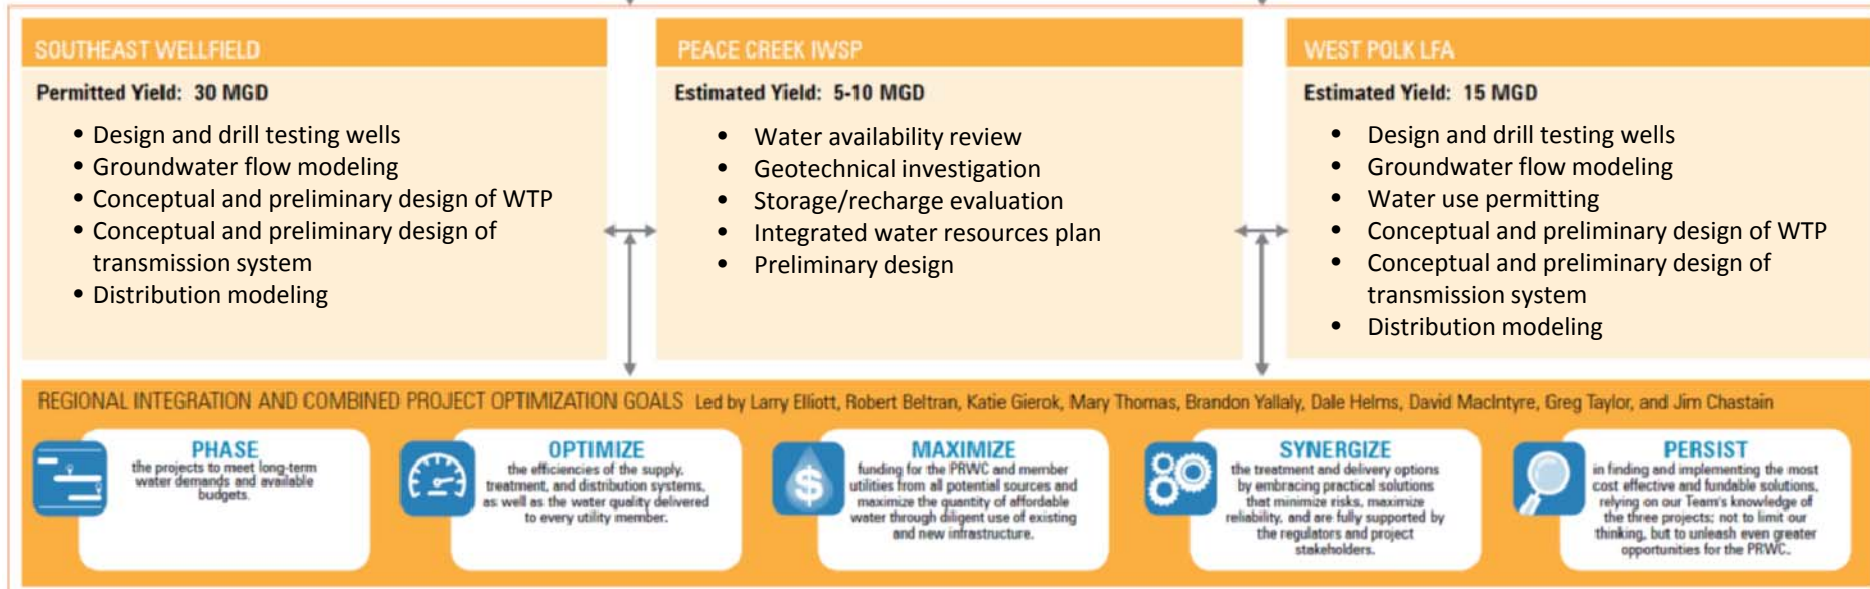 SOUTHEAST WELLFIELD
Permitted Yield: 30 MGD
• Design and drill testing wells
• Groundwater flow modeling
• Conceptual and preliminary design of WTP
• Conceptual and preliminary design of
transmission system
• Distribution modeling
PEACE CREEK IWSP
Estimated Yield: 5-10 MGD
• Water availability review
• Geotechnical investigation
• Storage/recharge evaluation
• Integrated water resources plan
• Preliminary design
WEST POLK LFA
Estimated Yield: 15 MGD
• Design and drill testing wells
• Groundwater flow modeling
• Water use permitting
• Conceptual and preliminary design of WTP
• Conceptual and preliminary design of
transmission system
• Distribution modeling
REGIONAL INTEGRATION AND COMBINED PROJECT OPTIMIZATION GOALS Led by Larry Elliott, Robert Beltran, Katie Gierok, Mary Thomas, Brandon Yallaly, Dale Helms, David MacIntyre, Greg Taylor, and Jim Chastain
PHASE
the projects to meet long-term
water demands and available
budgets.
OPTIMIZE
the efficiencies of the supply,
treatment, and distribution systems,
as well as the water quality delivered
to every utility member.
$
MAXIMIZE
funding for the PRWC and member
utilities from all potential sources and
maximize the quantity of affordable
water through diligent use of existing
and new infrastructure.
SYNERGIZE
the treatment and delivery options
by embracing practical solutions
that minimize risks, maximize
reliability, and are fully supported by
the regulators and project
stakeholders.
PERSIST
in finding and implementing the most
cost effective and fundable solutions,
relying on our Team's knowledge of
the three projects; not to limit our
thinking, but to unleash even greater
opportunities for the PRWC.